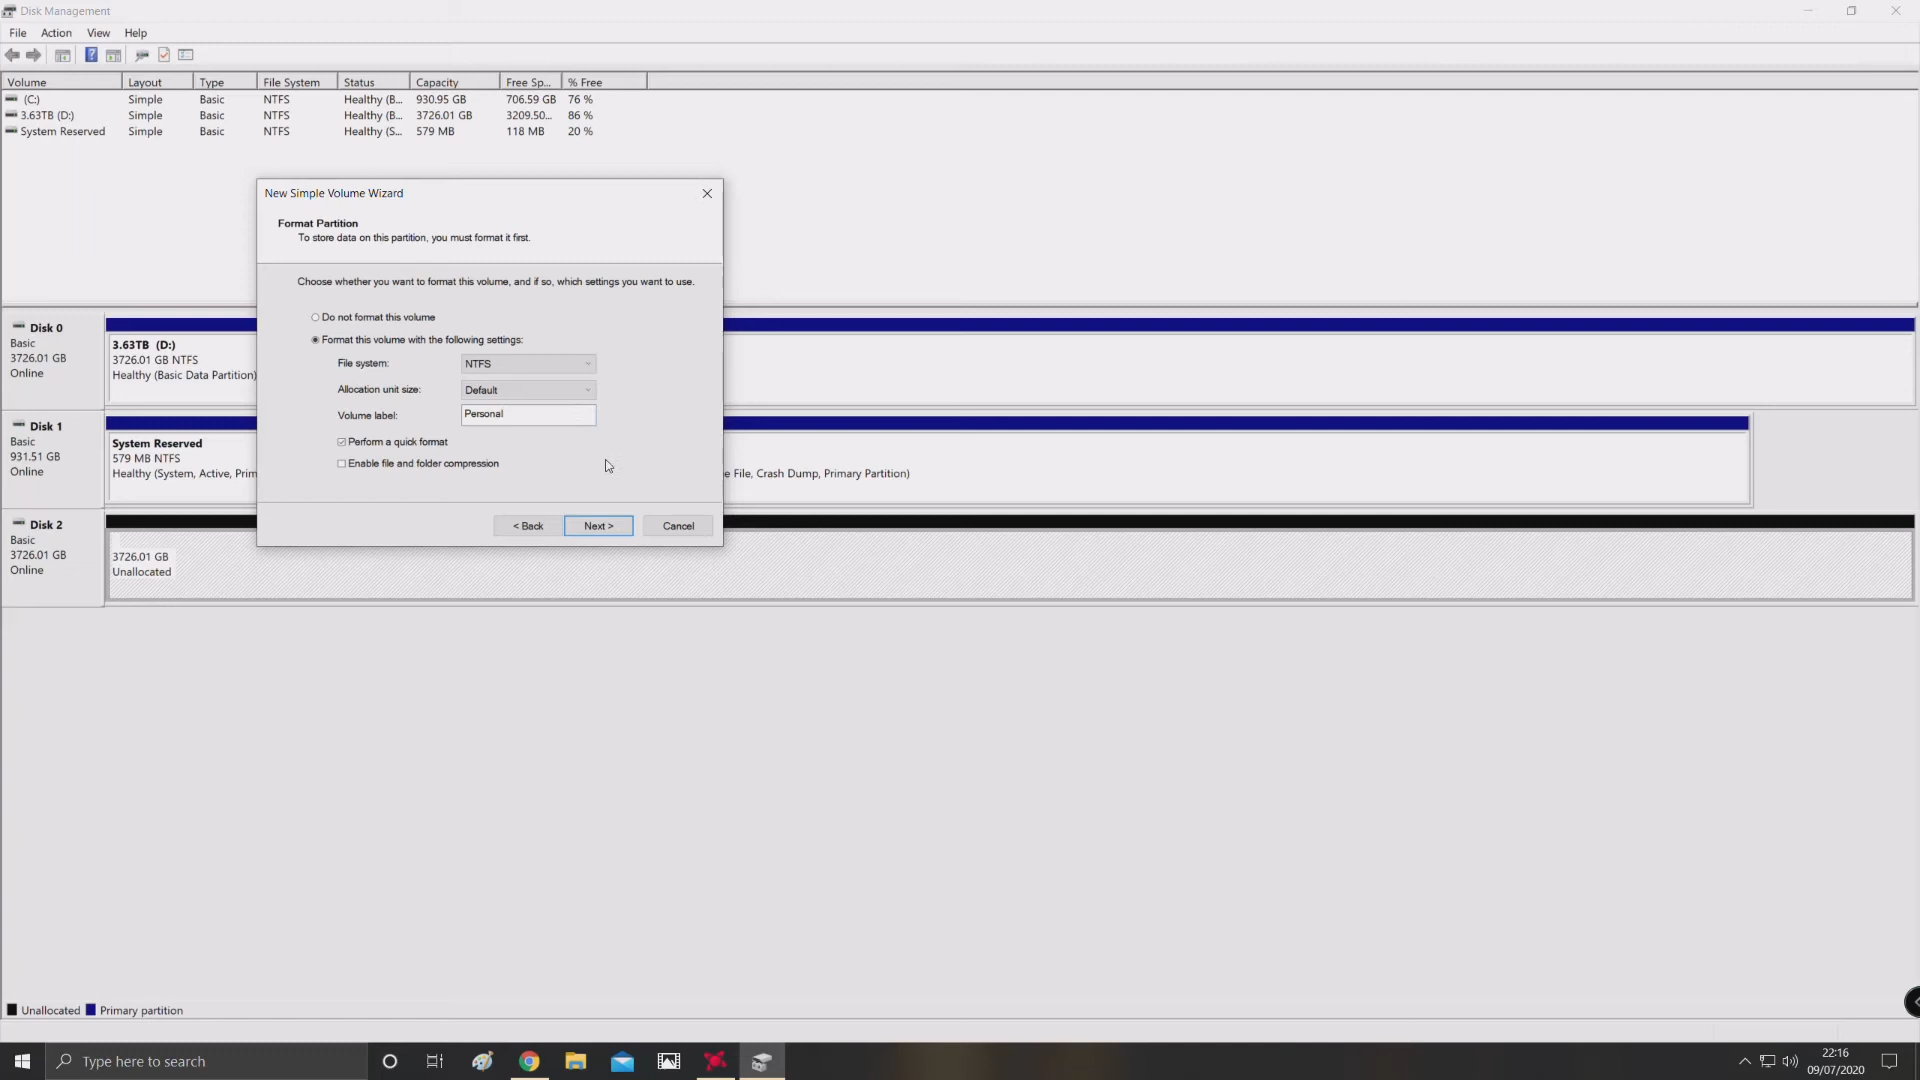 Disk Management
File Action View Help
Volume Layout Type File System Status Capacity Free Sp... % Free
(C:) Simple Basic NTFS Healthy (B... 930.95 GB 706.59 GB 76 %
3.63TB (D:) Simple Basic NTFS Healthy (B... 3726.01 GB 3209.50... 86 %
System Reserved Simple Basic NTFS Healthy (S... 579 MB 118 MB 20 %
New Simple Volume Wizard
Format Partition
To store data on this partition, you must format it first.
Choose whether you want to format this volume, and if so, which settings you want to use.
Do not format this volume
Format this volume with the following settings:
File system: NTFS
Allocation unit size: Default
Volume label: Personal
Perform a quick format
Enable file and folder compression
< Back Next > Cancel
Disk 0
Basic
3726.01 GB
Online
3.63TB (D:)
3726.01 GB NTFS
Healthy (Basic Data Partition)
Disk 1
Basic
931.51 GB
Online
System Reserved
579 MB NTFS
Healthy (System, Active, Prim
e File, Crash Dump, Primary Partition)
Disk 2
Basic
3726.01 GB
Online
3726.01 GB
Unallocated
Unallocated Primary partition
Type here to search
22:16
09/07/2020